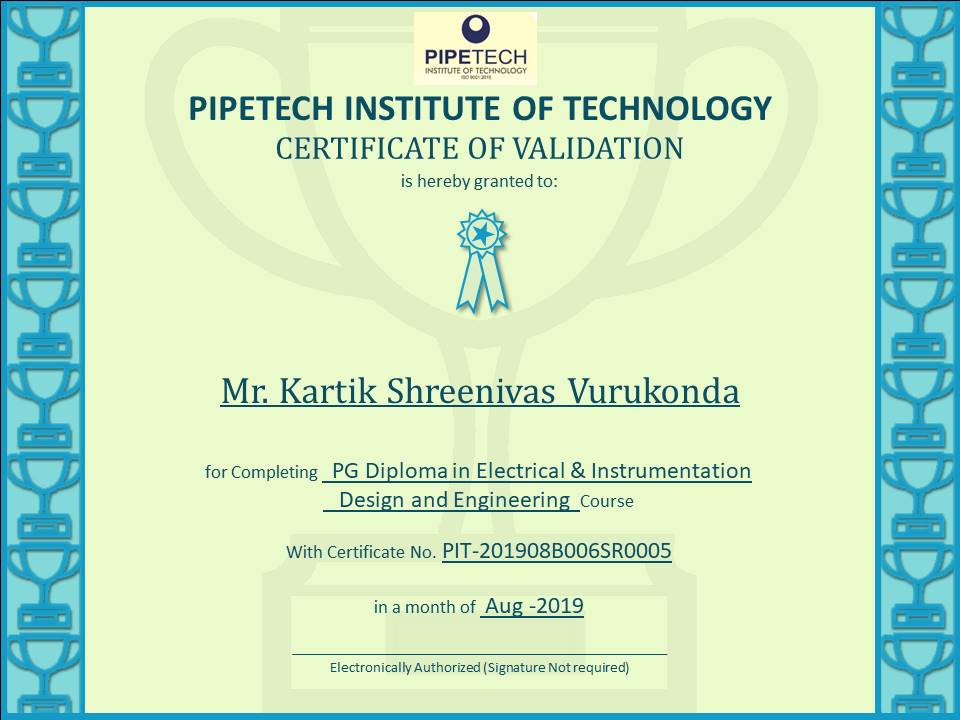 PIPETECH
INSTITUTE OF TECHNOLOGY
ISO 9001:2015
PIPETECH INSTITUTE OF TECHNOLOGY
CERTIFICATE OF VALIDATION
is hereby granted to:
Mr. Kartik Shreenivas Vurukonda
for Completing PG Diploma in Electrical & Instrumentation
Design and Engineering Course
With Certificate No. PIT-201908B006SR0005
in a month of Aug -2019
Electronically Authorized (Signature Not required)